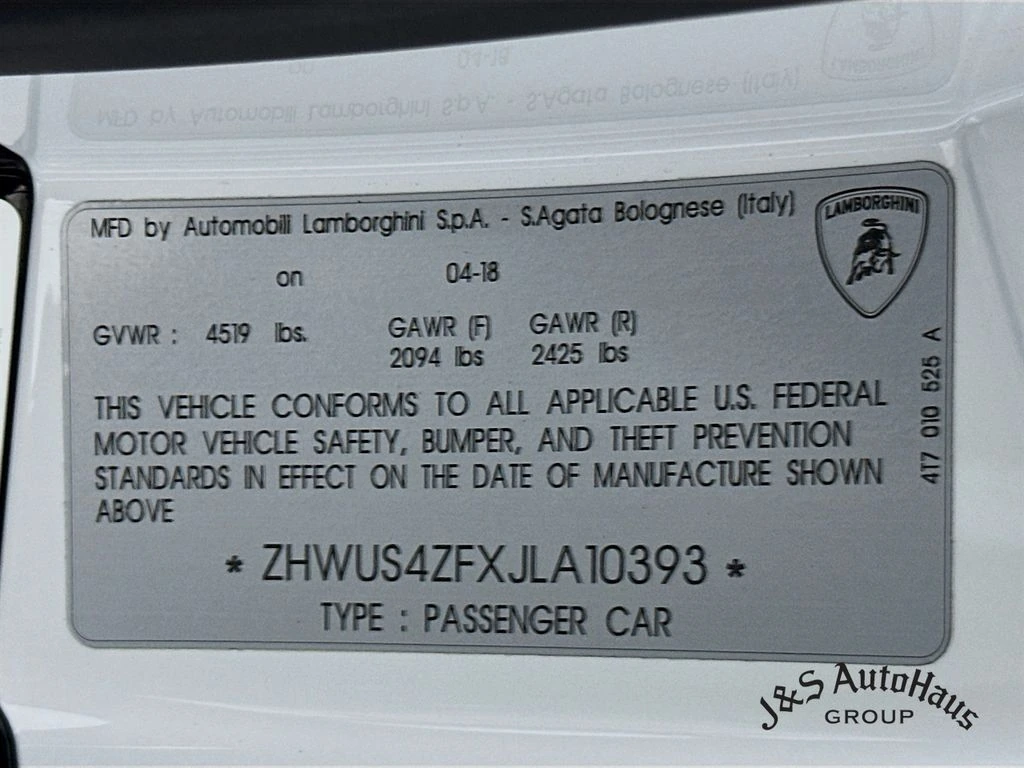 MFD by Automobili Lamborghini S.p.A. - S.Agata Bolognese (Italy)
LAMBORGHINI
on 04-18
GVWR : 4519 lbs. GAWR (F) GAWR (R)
2094 lbs 2425 lbs
THIS VEHICLE CONFORMS TO ALL APPLICABLE U.S. FEDERAL
MOTOR VEHICLE SAFETY, BUMPER, AND THEFT PREVENTION
STANDARDS IN EFFECT ON THE DATE OF MANUFACTURE SHOWN
ABOVE
* ZHWUS4ZFXJLA10393 *
TYPE : PASSENGER CAR
4T7 010 525 A
J&S AutoHaus
GROUP